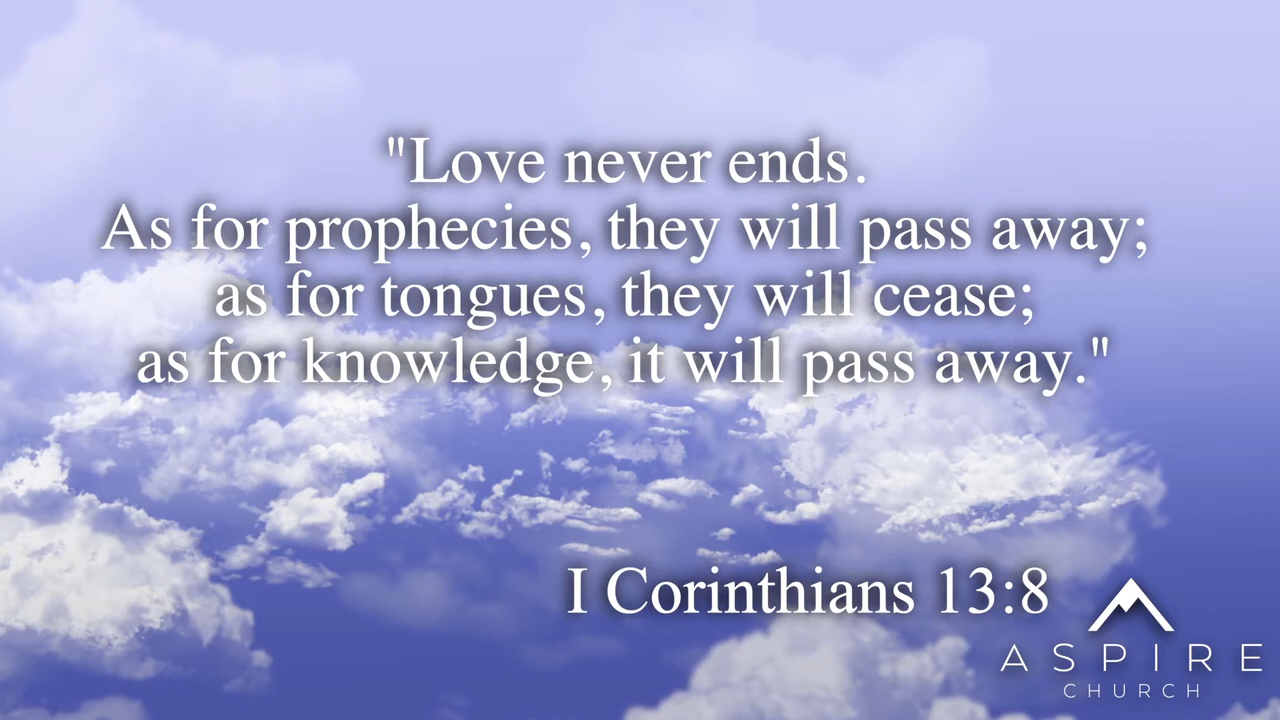 "Love never ends.
As for prophecies, they will pass away;
as for tongues, they will cease;
as for knowledge, it will pass away."
I Corinthians 13:8
ASPIRE
CHURCH